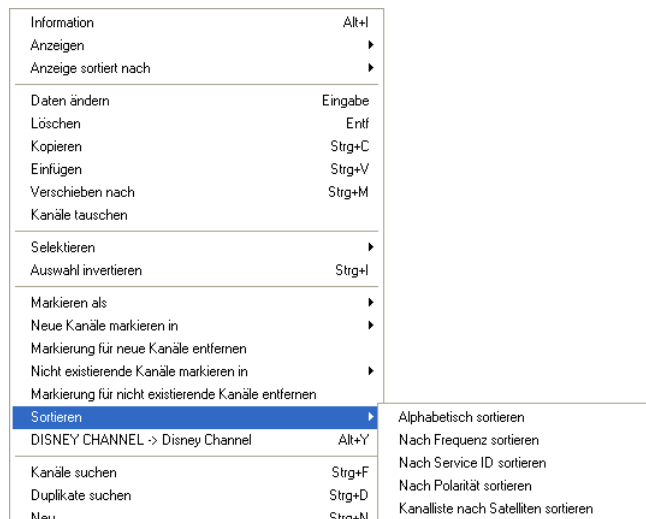 Information Alt+I
Anzeigen
Anzeige sortiert nach
Daten ändern Eingabe
Löschen Entf
Kopieren Strg+C
Einfügen Strg+V
Verschieben nach Strg+M
Kanäle tauschen
Selektieren
Auswahl invertieren Strg+I
Markieren als
Neue Kanäle markieren in
Markierung für neue Kanäle entfernen
Nicht existierende Kanäle markieren in
Markierung für nicht existierende Kanäle entfernen
Sortieren
DISNEY CHANNEL -> Disney Channel Alt+Y
Kanäle suchen Strg+F
Duplikate suchen Strg+D
Neu Strg+N
Alphabetisch sortieren
Nach Frequenz sortieren
Nach Service ID sortieren
Nach Polarität sortieren
Kanalliste nach Satelliten sortieren